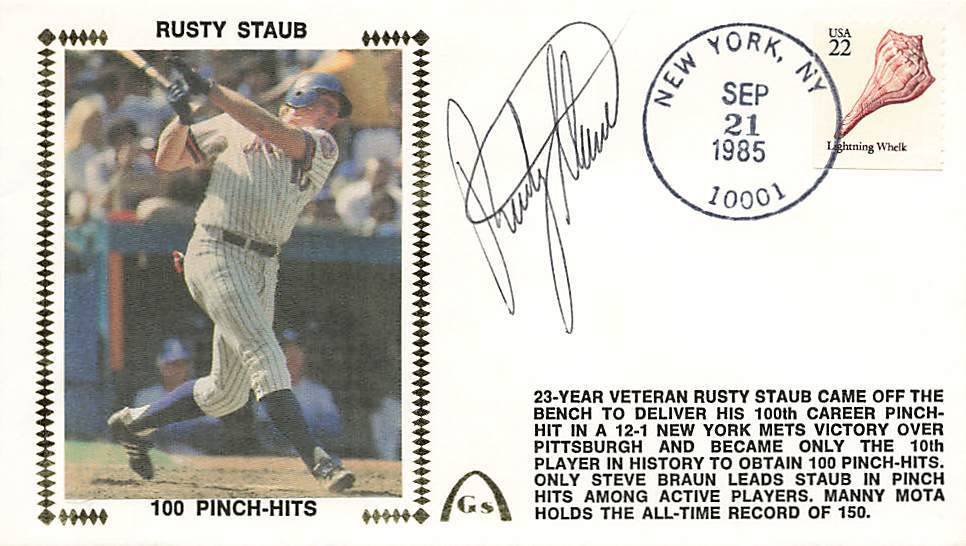 RUSTY STAUB
100 PINCH-HITS
Rusty Staub
NEW YORK, NY
SEP
21
1985
10001
USA
22
Lightning Whelk
Gs
23-YEAR VETERAN RUSTY STAUB CAME OFF THE
BENCH TO DELIVER HIS 100th CAREER PINCH-
HIT IN A 12-1 NEW YORK METS VICTORY OVER
PITTSBURGH AND BECAME ONLY THE 10th
PLAYER IN HISTORY TO OBTAIN 100 PINCH-HITS.
ONLY STEVE BRAUN LEADS STAUB IN PINCH
HITS AMONG ACTIVE PLAYERS. MANNY MOTA
HOLDS THE ALL-TIME RECORD OF 150.